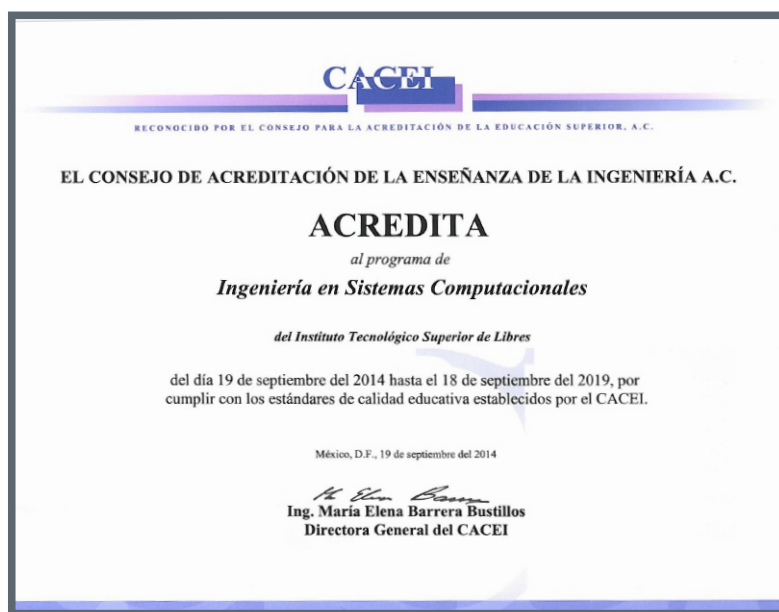 CACEI
RECONOCIDO POR EL CONSEJO PARA LA ACREDITACIÓN DE LA EDUCACIÓN SUPERIOR, A.C.
EL CONSEJO DE ACREDITACIÓN DE LA ENSEÑANZA DE LA INGENIERÍA A.C.
ACREDITA
al programa de
Ingeniería en Sistemas Computacionales
del Instituto Tecnológico Superior de Libres
del día 19 de septiembre del 2014 hasta el 18 de septiembre del 2019, por
cumplir con los estándares de calidad educativa establecidos por el CACEI.
México, D.F., 19 de septiembre del 2014
Ing. María Elena Barrera Bustillos
Directora General del CACEI